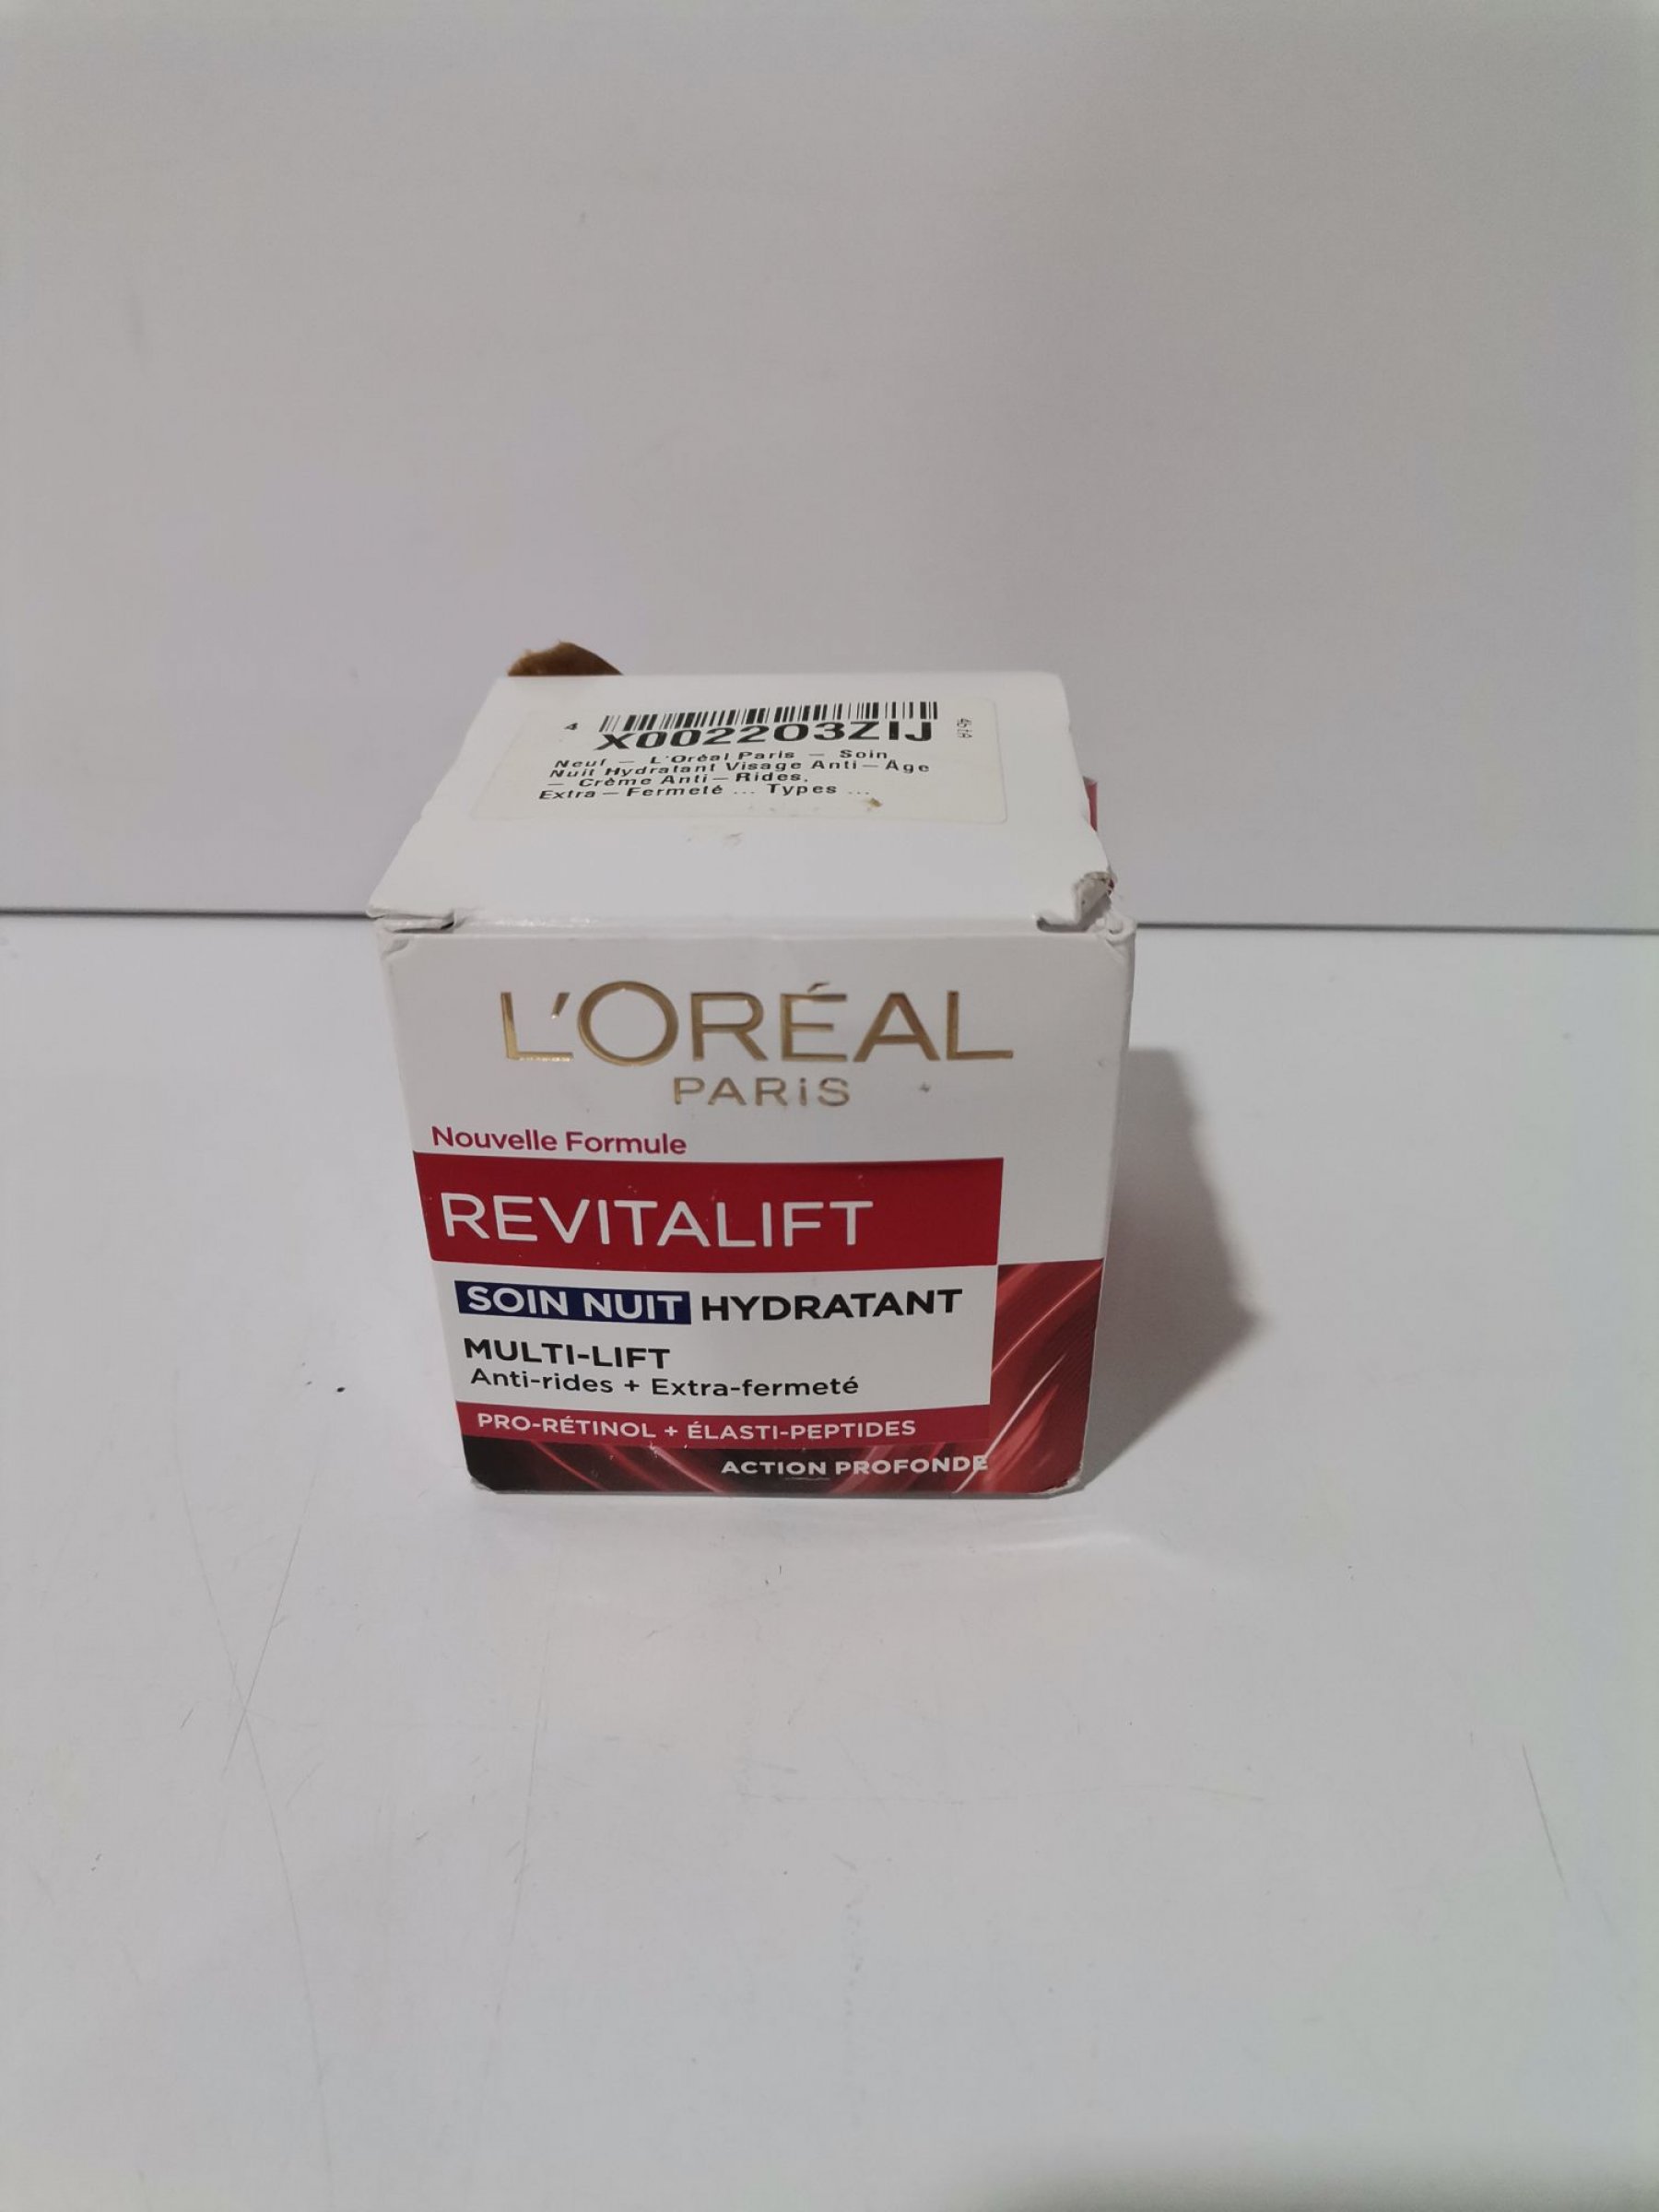 4
X002203ZIJ
Neuf — L'Oréal Paris — Soin
Nuit Hydratant Visage Anti-Âge
— Crème Anti-Rides,
Extra-Fermeté ... Types ...
L'ORÉAL
PARiS
Nouvelle Formule
REVITALIFT
SOIN NUIT HYDRATANT
MULTI-LIFT
Anti-rides + Extra-fermeté
PRO-RÉTINOL + ÉLASTI-PEPTIDES
ACTION PROFONDE